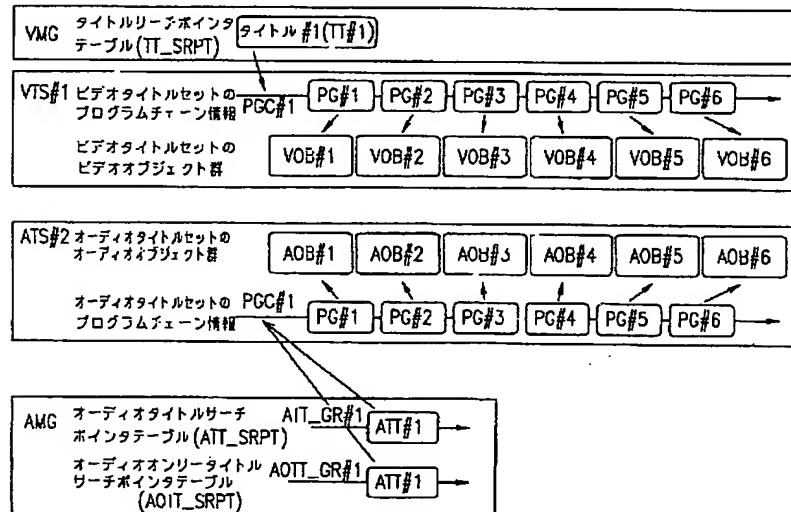 VMG
タイトルサーチポインタ
テーブル(TT_SRPT)
タイトル #1(TT#1)
VTS#1
ビデオタイトルセットの
プログラムチェーン情報
PGC#1
PG#1 PG#2 PG#3 PG#4 PG#5 PG#6
ビデオタイトルセットの
ビデオオブジェクト群
VOB#1 VOB#2 VOB#3 VOB#4 VOB#5 VOB#6
ATS#2
オーディオタイトルセットの
オーディオオブジェクト群
AOB#1 AOB#2 AOB#3 AOB#4 AOB#5 AOB#6
オーディオタイトルセットの
プログラムチェーン情報
PGC#1
PG#1 PG#2 PG#3 PG#4 PG#5 PG#6
AMG
オーディオタイトルサーチ
ポインタテーブル(ATT_SRPT)
AIT_GR#1
ATT#1
オーディオオンリータイトル
サーチポインタテーブル
(AOIT_SRPT)
AOTT_GR#1
ATT#1